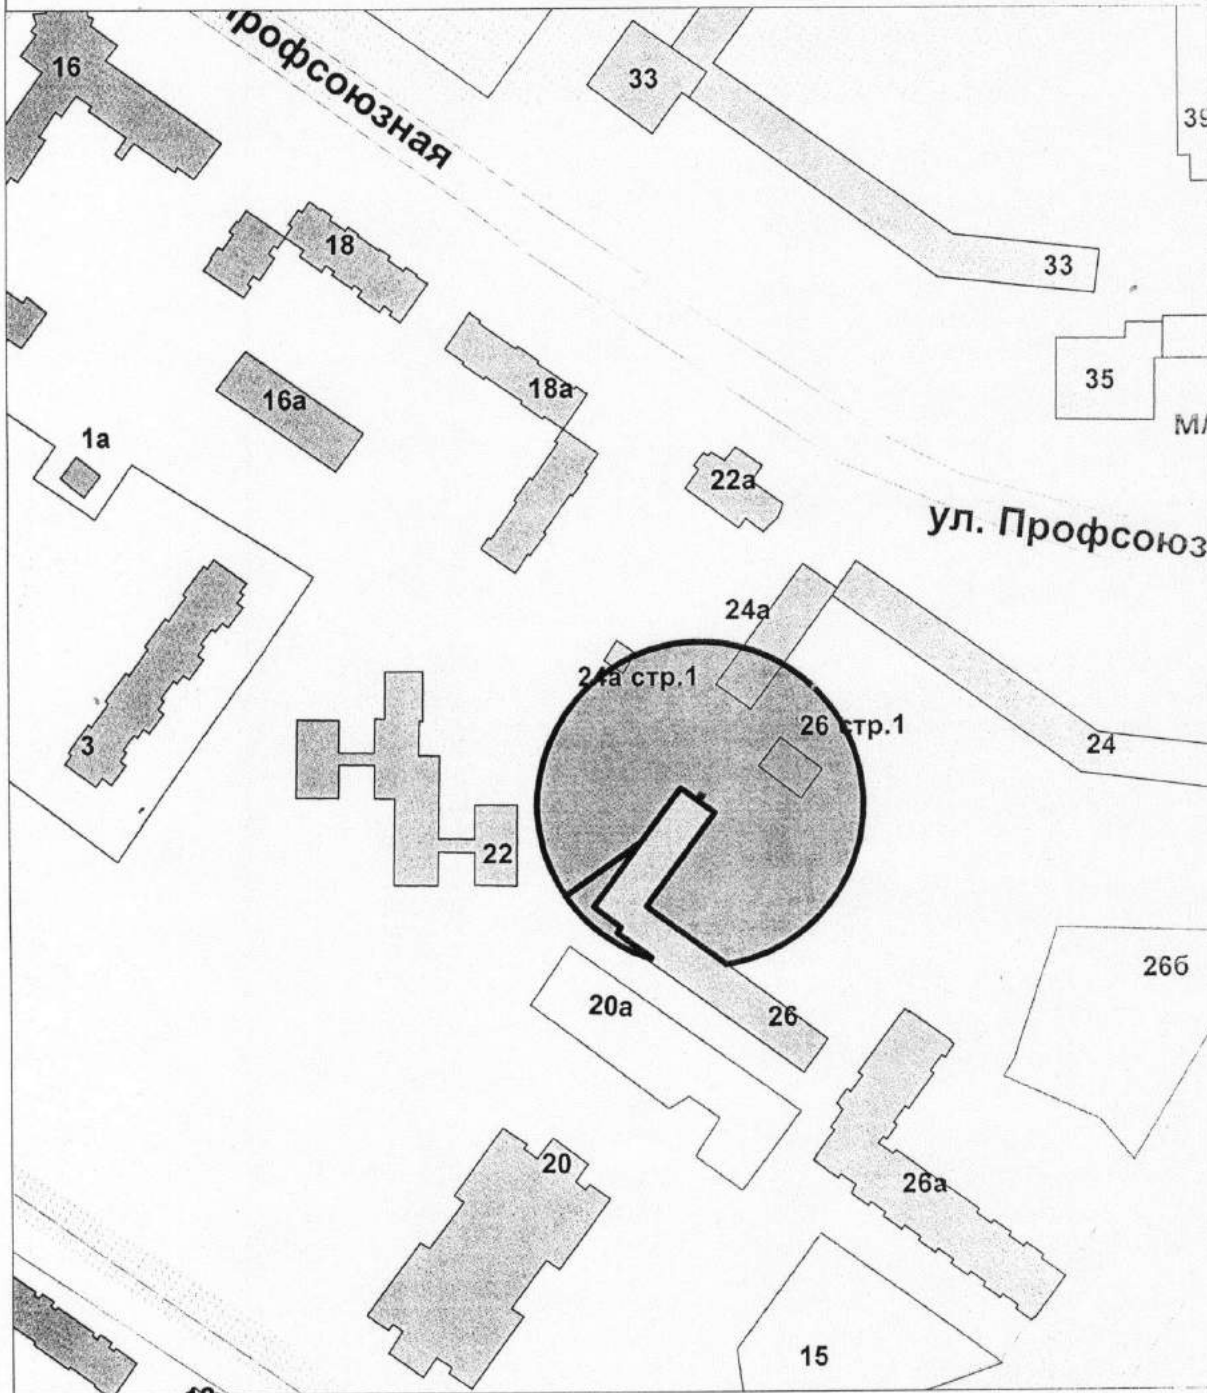 16
Профсоюзная
33
39
18
33
18а
35
16а
1а
22а
ул. Профсоюз
24а
24а стр.1
26 стр.1
24
3
22
26б
20а
26
20
26а
15